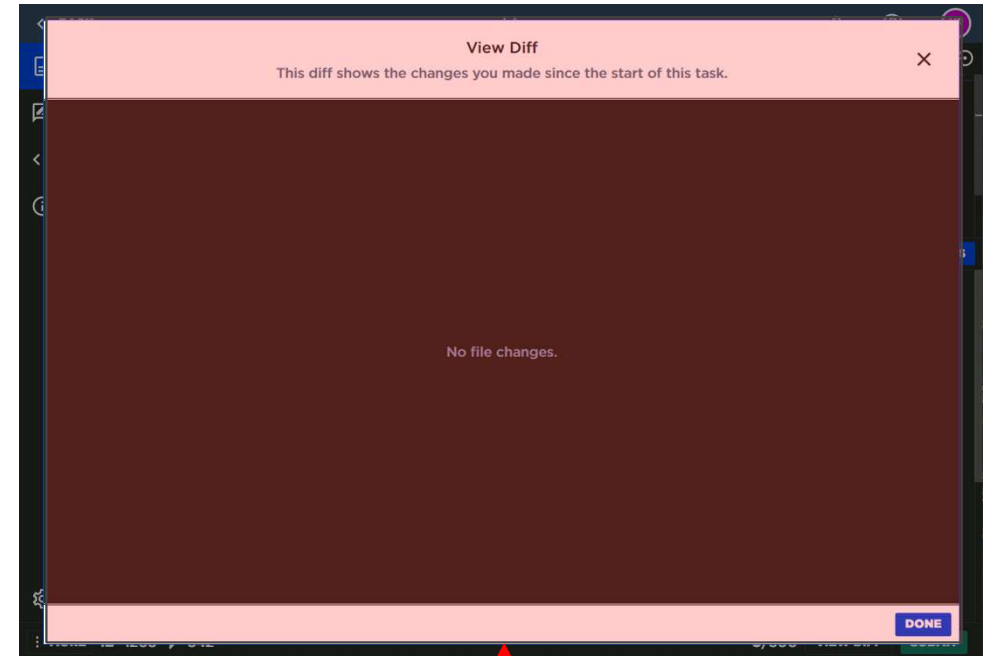 View Diff
This diff shows the changes you made since the start of this task.
No file changes.
DONE